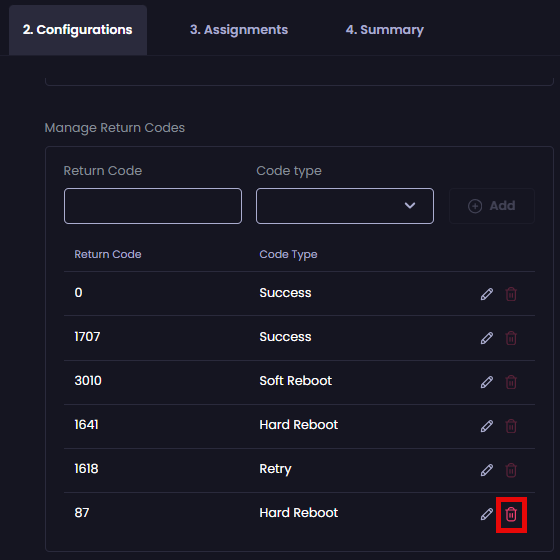 2. Configurations 3. Assignments 4. Summary
Manage Return Codes
Return Code Code type
Add
Return Code Code Type
0 Success
1707 Success
3010 Soft Reboot
1641 Hard Reboot
1618 Retry
87 Hard Reboot